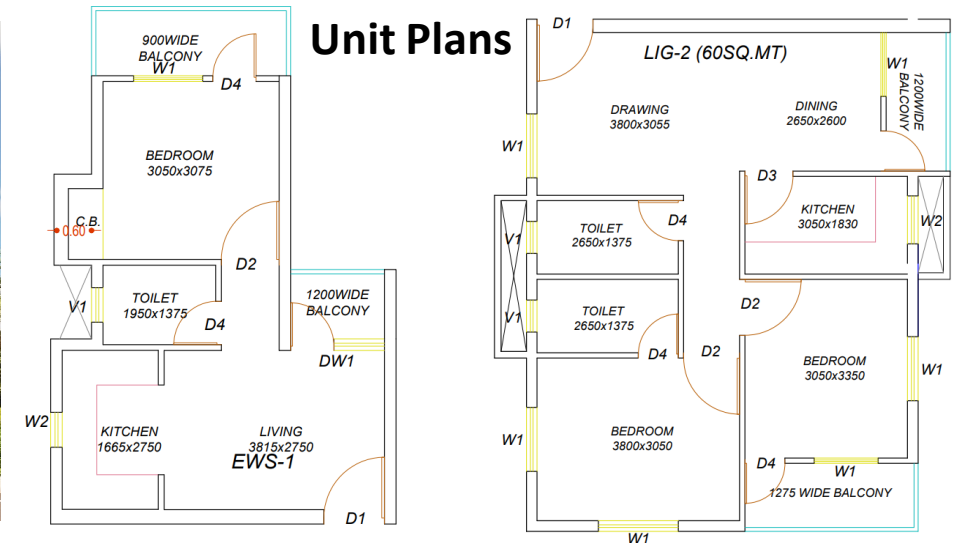 Unit Plans
900WIDE
BALCONY
W1
D4
BEDROOM
3050x3075
C.B.
0.60
D2
V1
TOILET
1950x1375
D4
1200WIDE
BALCONY
DW1
W2
KITCHEN
1665x2750
LIVING
3815x2750
EWS-1
D1
D1
LIG-2 (60SQ.MT)
W1
1200WIDE
BALCONY
DRAWING
3800x3055
DINING
2650x2600
W1
D3
KITCHEN
3050x1830
W2
TOILET
2650x1375
D4
V1
TOILET
2650x1375
V1
D4
D2
D2
BEDROOM
3050x3350
W1
BEDROOM
3800x3050
W1
D4
W1
1275 WIDE BALCONY
W1